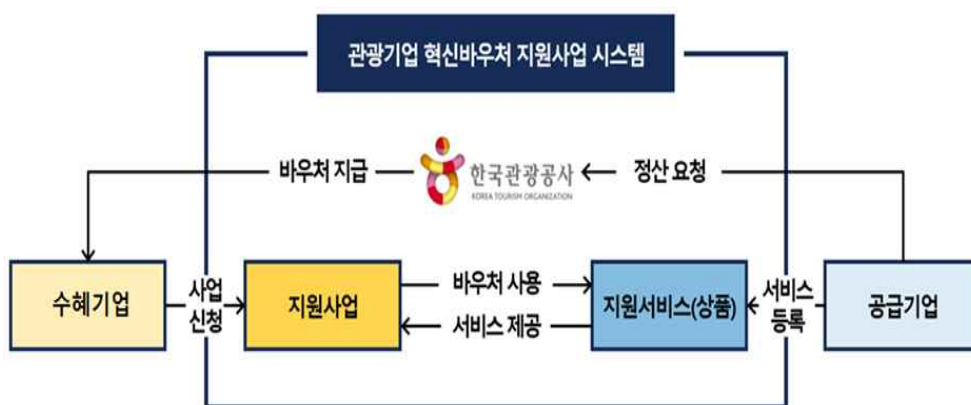 관광기업 혁신바우처 지원사업 시스템
바우처 지급
한국관광공사
KOREA TOURISM ORGANIZATION
정산 요청
수혜기업
사업
신청
지원사업
바우처 사용
서비스 제공
지원서비스(상품)
서비스
등록
공급기업